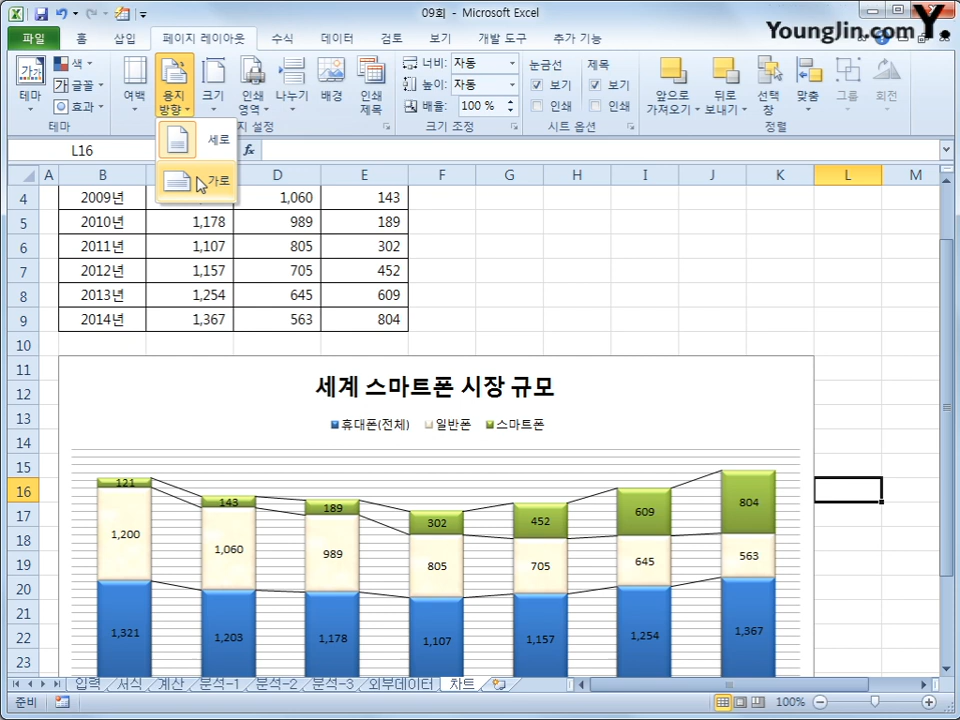 09회 - Microsoft Excel
Younglin.com Y.
파일 홈 삽입 페이지 레이아웃 수식 데이터 검토 보기 개발 도구 추가 기능
테마 색 글꼴 효과 테마
여백 용지 방향 크기 인쇄 영역 나누기 배경 인쇄 제목
너비: 자동
높이: 자동
배율: 100 %
크기 조정
눈금선 제목
보기 보기
인쇄 인쇄
시트 옵션
앞으로 가져오기 뒤로 보내기 선택 창 맞춤 그룹 회전
정렬
설정
세로
가로
L16 fx
A B D E F G H I J K L M
4 2009년 1,060 143
5 2010년 1,178 989 189
6 2011년 1,107 805 302
7 2012년 1,157 705 452
8 2013년 1,254 645 609
9 2014년 1,367 563 804
10
11
12
13
14
15
16
17
18
19
20
21
22
23
세계 스마트폰 시장 규모
휴대폰(전체) 일반폰 스마트폰
121 143 189 302 452 609 804
1,200 1,060 989 805 705 645 563
1,321 1,203 1,178 1,107 1,157 1,254 1,367
입력 서식 계산 분석-1 분석-2 분석-3 외부데이터 차트
준비 100%